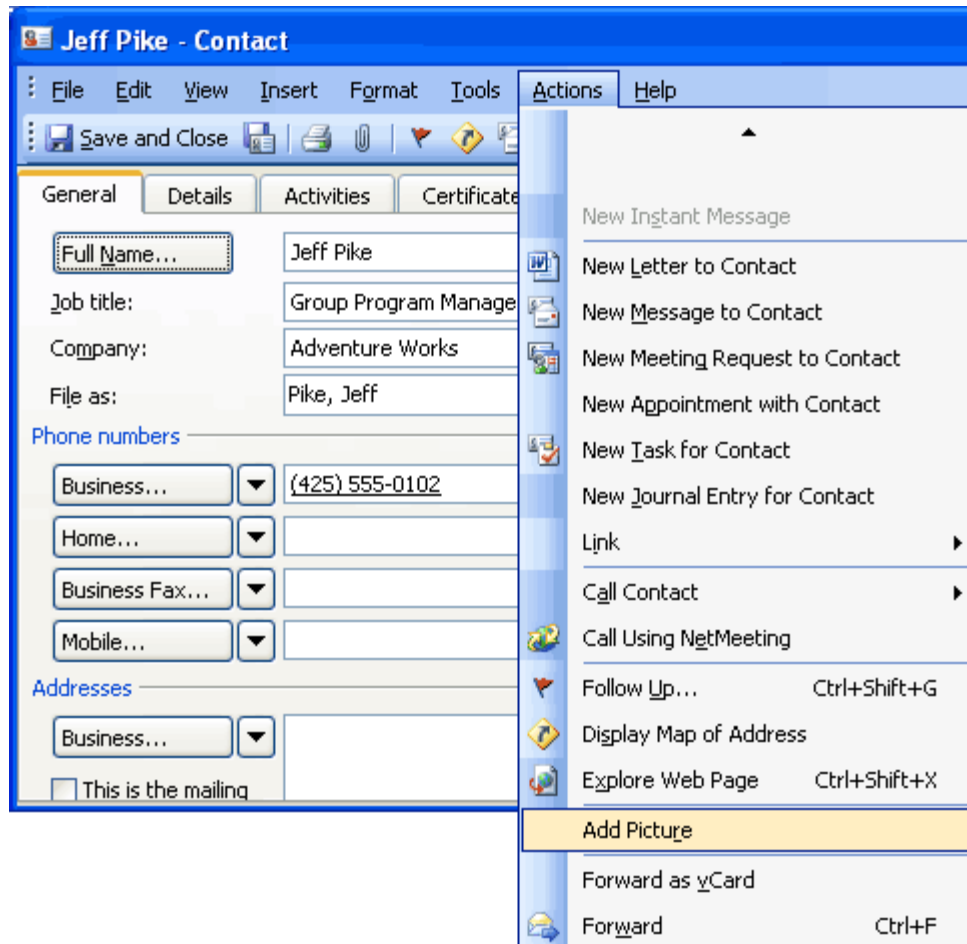 Jeff Pike - Contact
File Edit View Insert Format Tools Actions Help
Save and Close
General Details Activities Certificate
Full Name... Jeff Pike
Job title: Group Program Manage
Company: Adventure Works
File as: Pike, Jeff
Phone numbers
Business... (425) 555-0102
Home...
Business Fax...
Mobile...
Addresses
Business...
This is the mailing
New Instant Message
New Letter to Contact
New Message to Contact
New Meeting Request to Contact
New Appointment with Contact
New Task for Contact
New Journal Entry for Contact
Link
Call Contact
Call Using NetMeeting
Follow Up... Ctrl+Shift+G
Display Map of Address
Explore Web Page Ctrl+Shift+X
Add Picture
Forward as vCard
Forward Ctrl+F